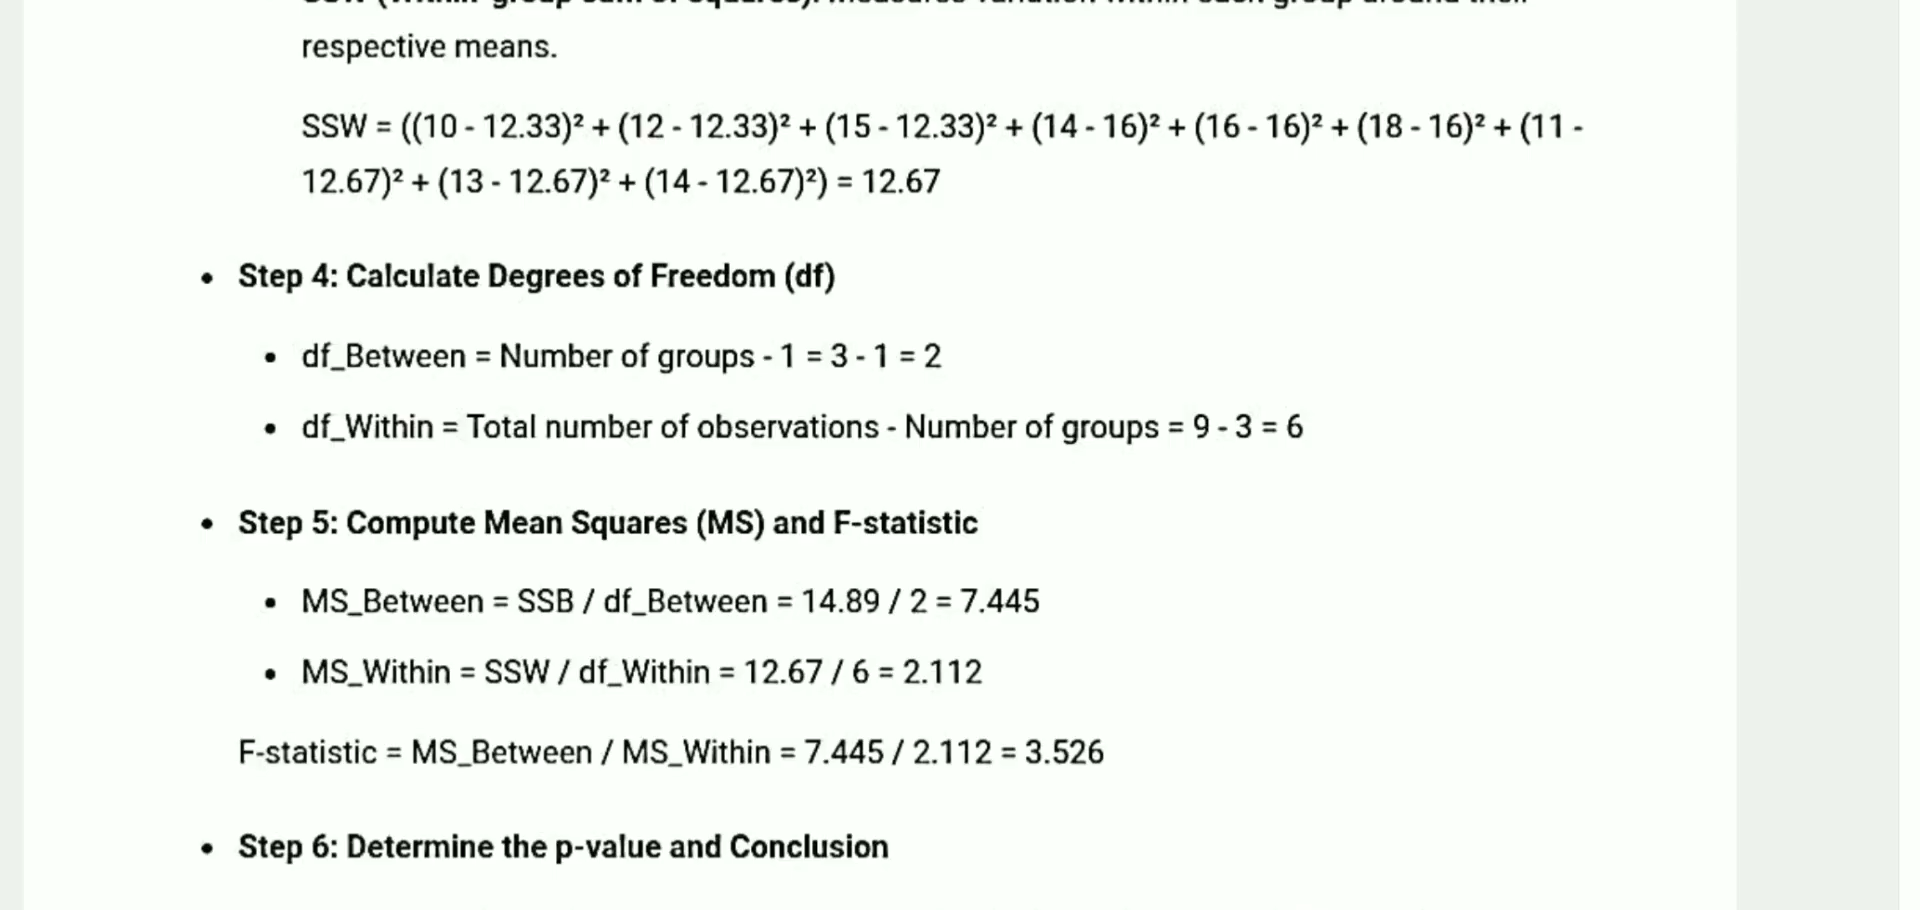 respective means.
SSW = ((10 - 12.33)² + (12 - 12.33)² + (15 - 12.33)² + (14 - 16)² + (16 - 16)² + (18 - 16)² + (11 -
12.67)² + (13 - 12.67)² + (14 - 12.67)²) = 12.67
• Step 4: Calculate Degrees of Freedom (df)
• df_Between = Number of groups - 1 = 3 - 1 = 2
• df_Within = Total number of observations - Number of groups = 9 - 3 = 6
• Step 5: Compute Mean Squares (MS) and F-statistic
• MS_Between = SSB / df_Between = 14.89 / 2 = 7.445
• MS_Within = SSW / df_Within = 12.67 / 6 = 2.112
F-statistic = MS_Between / MS_Within = 7.445 / 2.112 = 3.526
• Step 6: Determine the p-value and Conclusion